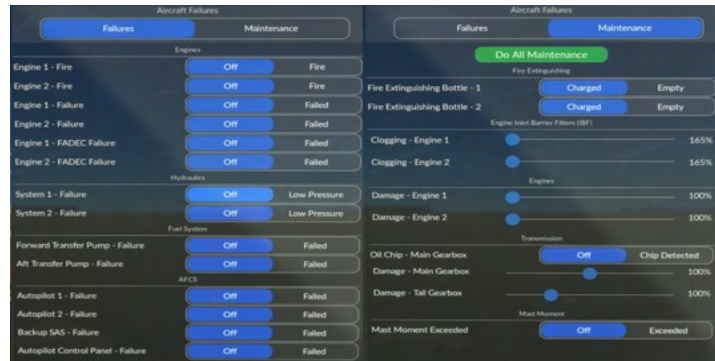 Aircraft Failures
Failures Maintenance
Engines
Engine 1 - Fire Off Fire
Engine 2 - Fire Off Fire
Engine 1 - Failure Off Failed
Engine 2 - Failure Off Failed
Engine 1 - FADEC Failure Off Failed
Engine 2 - FADEC Failure Off Failed
Hydraulics
System 1 - Failure Off Low Pressure
System 2 - Failure Off Low Pressure
Fuel System
Forward Transfer Pump - Failure Off Failed
Aft Transfer Pump - Failure Off Failed
AFCS
Autopilot 1 - Failure Off Failed
Autopilot 2 - Failure Off Failed
Backup SAS - Failure Off Failed
Autopilot Control Panel - Failure Off Failed
Aircraft Failures
Failures Maintenance
Do All Maintenance
Fire Extinguishing
Fire Extinguishing Bottle - 1 Charged Empty
Fire Extinguishing Bottle - 2 Charged Empty
Engine Inlet Barrier Filters (IBF)
Clogging - Engine 1 165%
Clogging - Engine 2 165%
Engines
Damage - Engine 1 100%
Damage - Engine 2 100%
Transmission
Oil Chip - Main Gearbox Off Chip Detected
Damage - Main Gearbox 100%
Damage - Tail Gearbox 100%
Mast Moment
Mast Moment Exceeded Off Exceeded